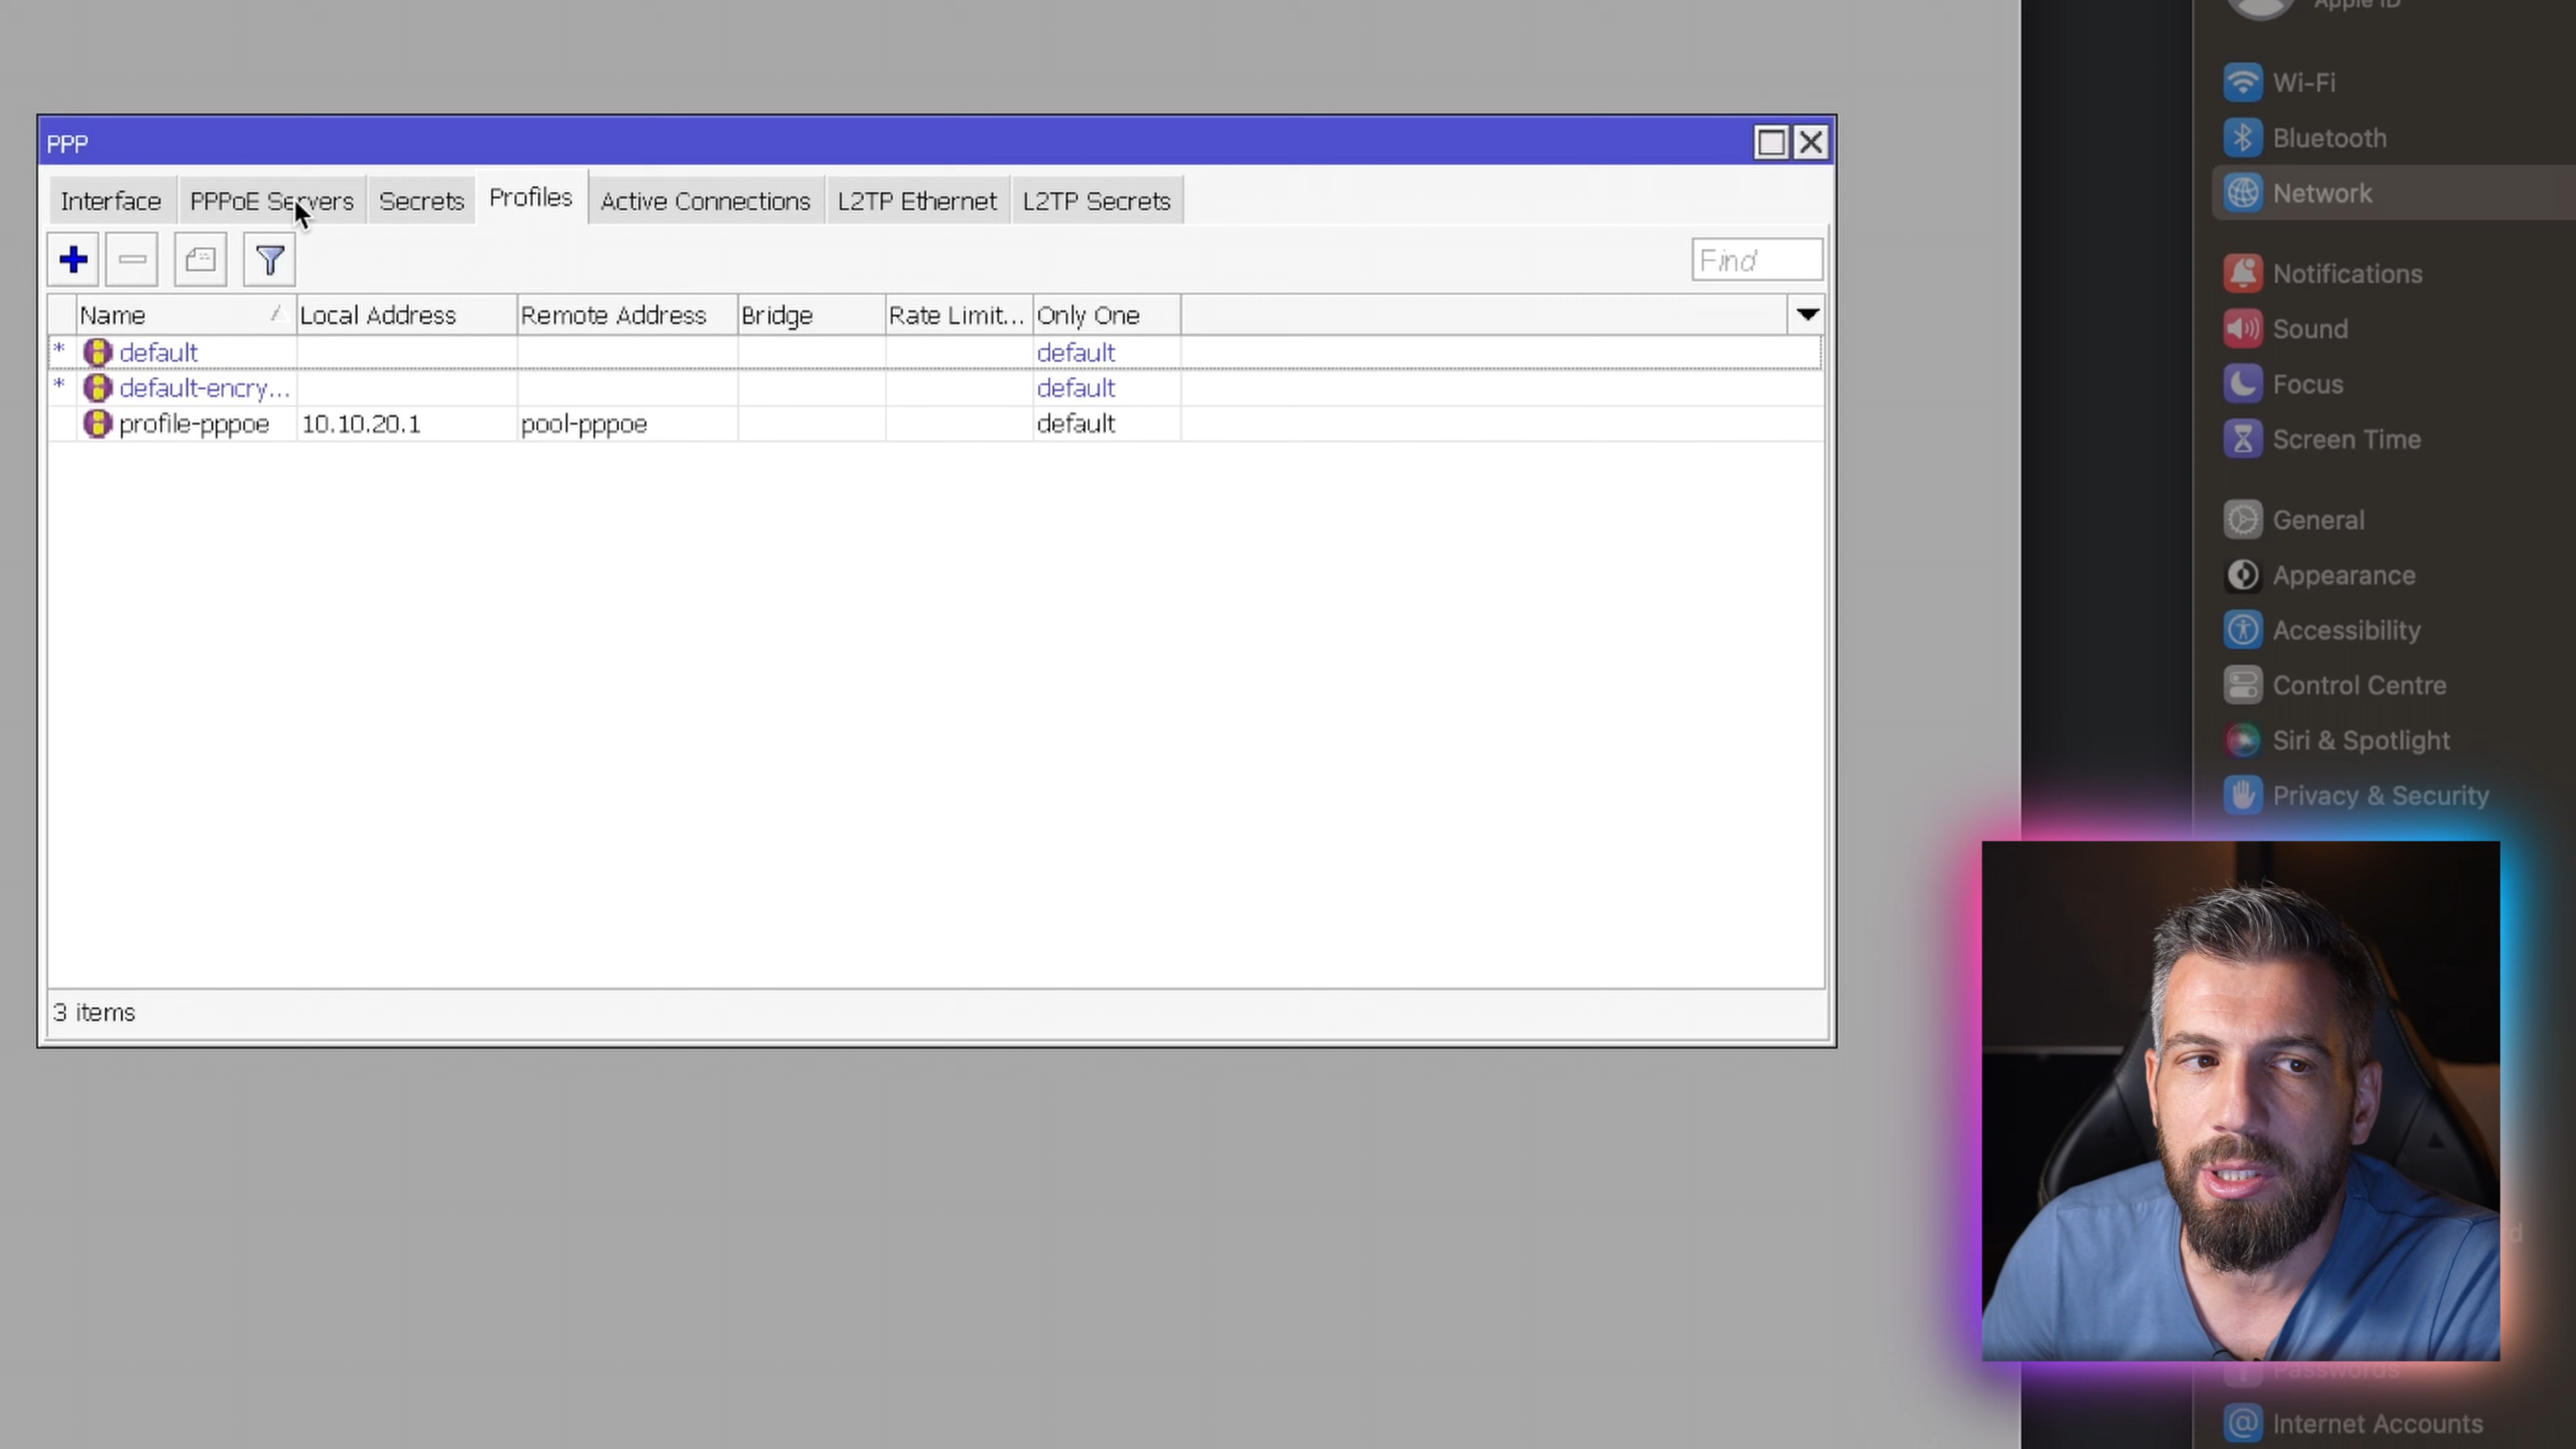 PPP
Interface PPPoE Servers Secrets Profiles Active Connections L2TP Ethernet L2TP Secrets
Find
Name Local Address Remote Address Bridge Rate Limit... Only One
* default default
* default-encry... default
profile-pppoe 10.10.20.1 pool-pppoe default
3 items
Apple ID
Wi-Fi
Bluetooth
Network
Notifications
Sound
Focus
Screen Time
General
Appearance
Accessibility
Control Centre
Siri & Spotlight
Privacy & Security
Passwords
Internet Accounts